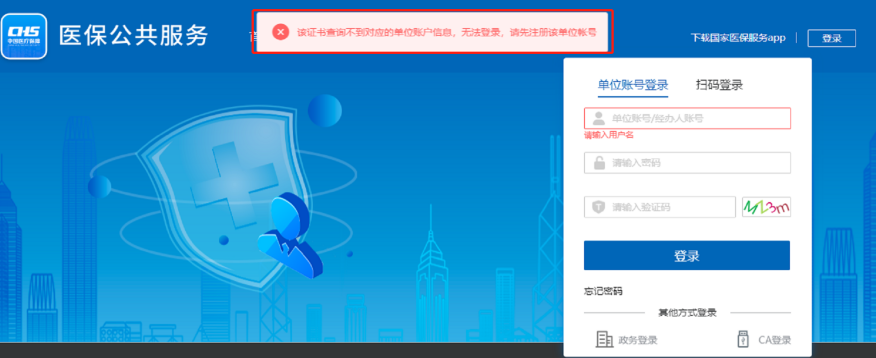 CHS
中国医疗保障
医保公共服务
该证书查询不到对应的单位账户信息，无法登录，请先注册该单位帐号
下载国家医保服务app
登录
单位账号登录
扫码登录
单位账号/经办人账号
请输入用户名
请输入密码
请输入验证码
登录
忘记密码
其他方式登录
政务登录
CA登录